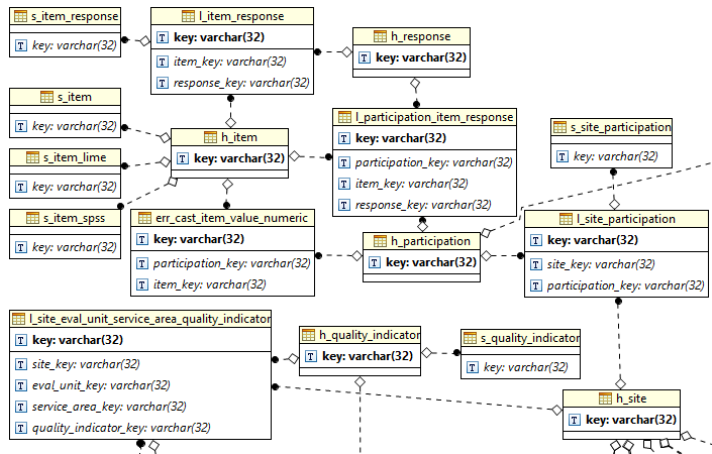 s_item_response
key: varchar(32)
l_item_response
key: varchar(32)
item_key: varchar(32)
response_key: varchar(32)
h_response
key: varchar(32)
s_item
key: varchar(32)
h_item
key: varchar(32)
l_participation_item_response
key: varchar(32)
participation_key: varchar(32)
item_key: varchar(32)
response_key: varchar(32)
s_site_participation
key: varchar(32)
s_item_lime
key: varchar(32)
s_item_spss
key: varchar(32)
err_cast_item_value_numeric
key: varchar(32)
participation_key: varchar(32)
item_key: varchar(32)
h_participation
key: varchar(32)
l_site_participation
key: varchar(32)
site_key: varchar(32)
participation_key: varchar(32)
l_site_eval_unit_service_area_quality_indicator
key: varchar(32)
site_key: varchar(32)
eval_unit_key: varchar(32)
service_area_key: varchar(32)
quality_indicator_key: varchar(32)
h_quality_indicator
key: varchar(32)
s_quality_indicator
key: varchar(32)
h_site
key: varchar(32)